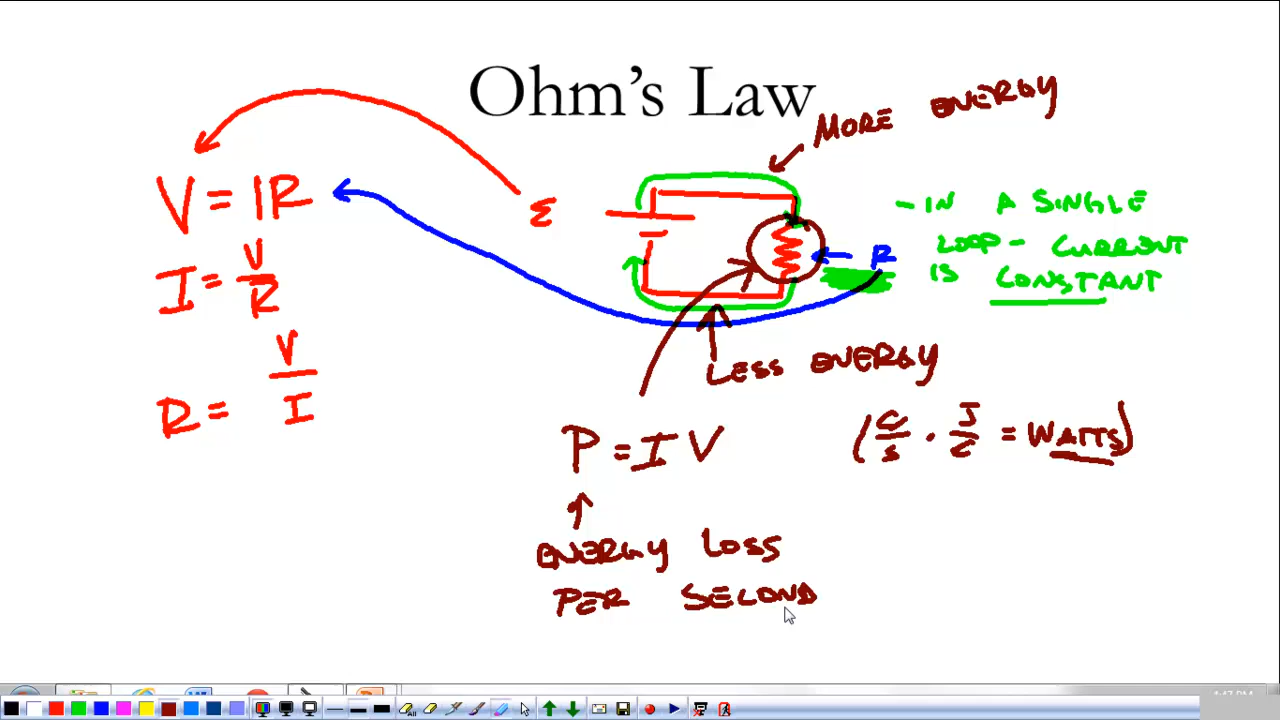 Ohm's Law
MORE ENERGY
V = IR
ε
- IN A SINGLE
LOOP - CURRENT
IS CONSTANT
R
I = V/R
R = V/I
LESS ENERGY
P = IV
(C/s · J/C = WATTS)
ENERGY LOSS
PER SECOND